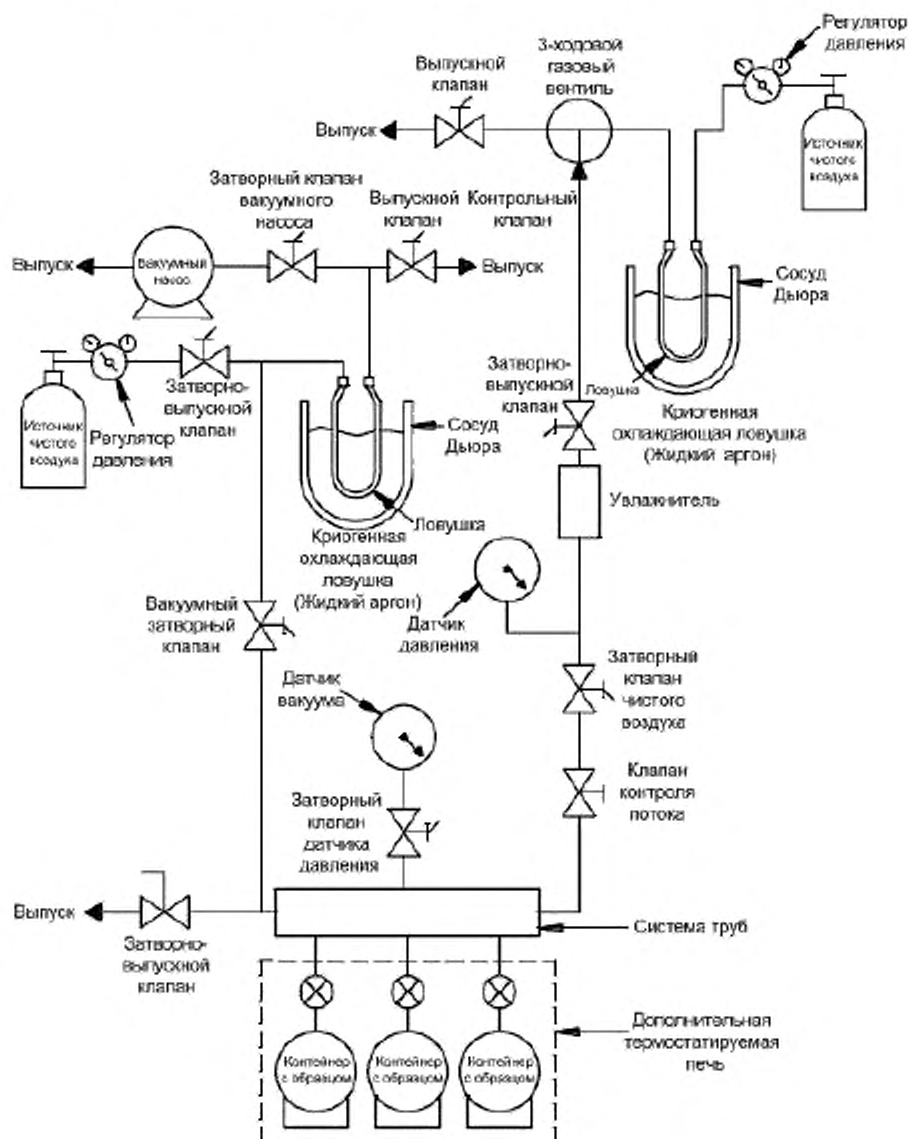 Регулятор
давления
3-ходовой
газовый
вентиль
Выпускной
клапан
Выпуск
Источник
чистого
воздуха
Затворный клапан
вакуумного
насоса
Выпускной
клапан
Контрольный
клапан
Выпуск
Вакуумный
насос
Выпуск
Сосуд
Дьюра
Затворно-
выпускной
клапан
Ловушка
Криогенная
охлаждающая ловушка
(Жидкий аргон)
Источник
чистого
воздуха
Регулятор
давления
Затворно-
выпускной
клапан
Сосуд
Дьюра
Ловушка
Криогенная
охлаждающая
ловушка
(Жидкий аргон)
Увлажнитель
Датчик
давления
Вакуумный
затворный
клапан
Затворный
клапан
чистого
воздуха
Датчик
вакуума
Клапан
контроля
потока
Затворный
клапан
датчика
давления
Выпуск
Затворно-
выпускной
клапан
Система труб
Дополнительная
термостатируемая
печь
Контейнер
с образцом
Контейнер
с образцом
Контейнер
с образцом